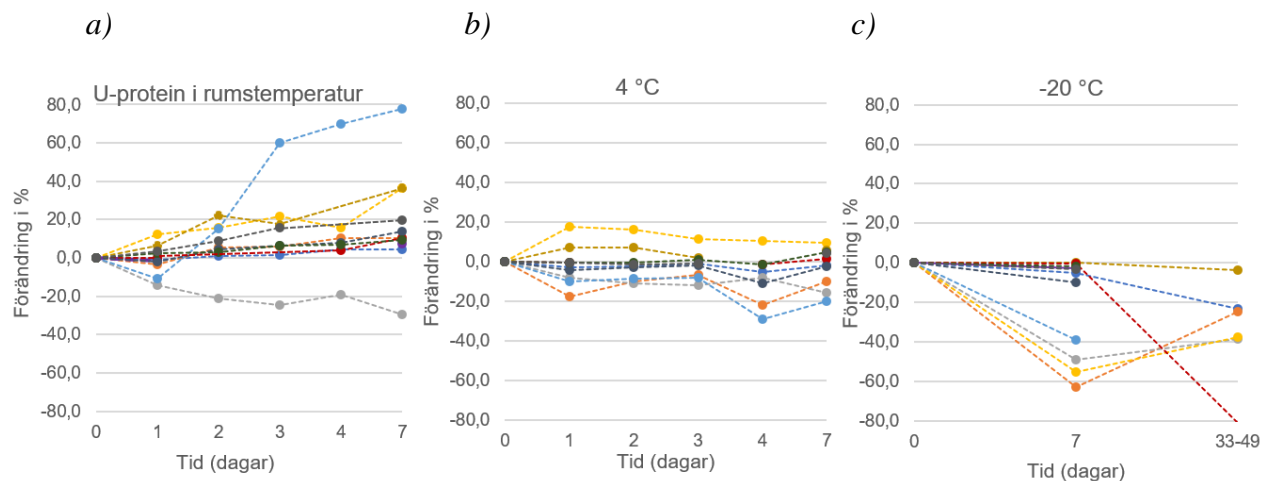 a)
U-protein i rumstemperatur
Förändring i %
80,0
60,0
40,0
20,0
0,0
-20,0
-40,0
-60,0
-80,0
0 1 2 3 4 7
Tid (dagar)
b)
4 °C
Förändring i %
80,0
60,0
40,0
20,0
0,0
-20,0
-40,0
-60,0
-80,0
0 1 2 3 4 7
Tid (dagar)
c)
-20 °C
Förändring i %
80,0
60,0
40,0
20,0
0,0
-20,0
-40,0
-60,0
-80,0
0 7 33-49
Tid (dagar)